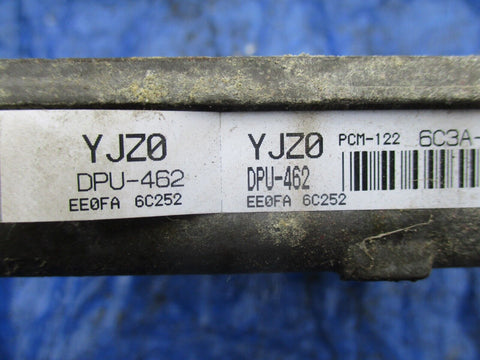 YJZ0
DPU-462
EE0FA 6C252
YJZ0 PCM-122 6C3A-
DPU-462
EE0FA 6C252